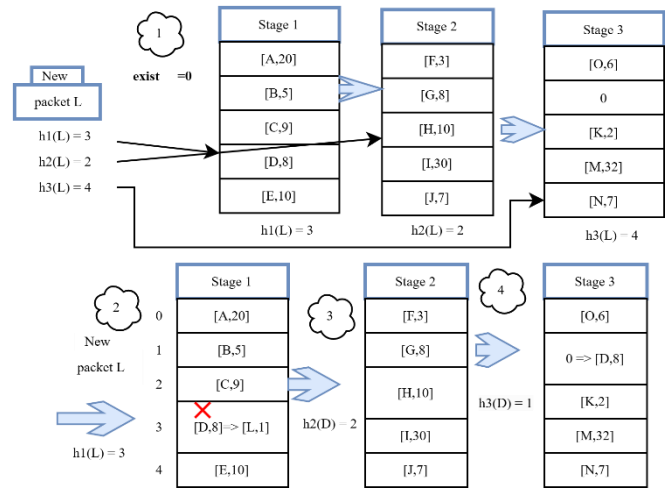 1
exist =0
New
packet L
h1(L) = 3
h2(L) = 2
h3(L) = 4
Stage 1
[A,20]
[B,5]
[C,9]
[D,8]
[E,10]
h1(L) = 3
Stage 2
[F,3]
[G,8]
[H,10]
[I,30]
[J,7]
h2(L) = 2
Stage 3
[O,6]
0
[K,2]
[M,32]
[N,7]
h3(L) = 4
2
New
packet L
h1(L) = 3
0
1
2
3
4
Stage 1
[A,20]
[B,5]
[C,9]
[D,8]=> [L,1]
[E,10]
3
h2(D) = 2
Stage 2
[F,3]
[G,8]
[H,10]
[I,30]
[J,7]
4
h3(D) = 1
Stage 3
[O,6]
0 => [D,8]
[K,2]
[M,32]
[N,7]